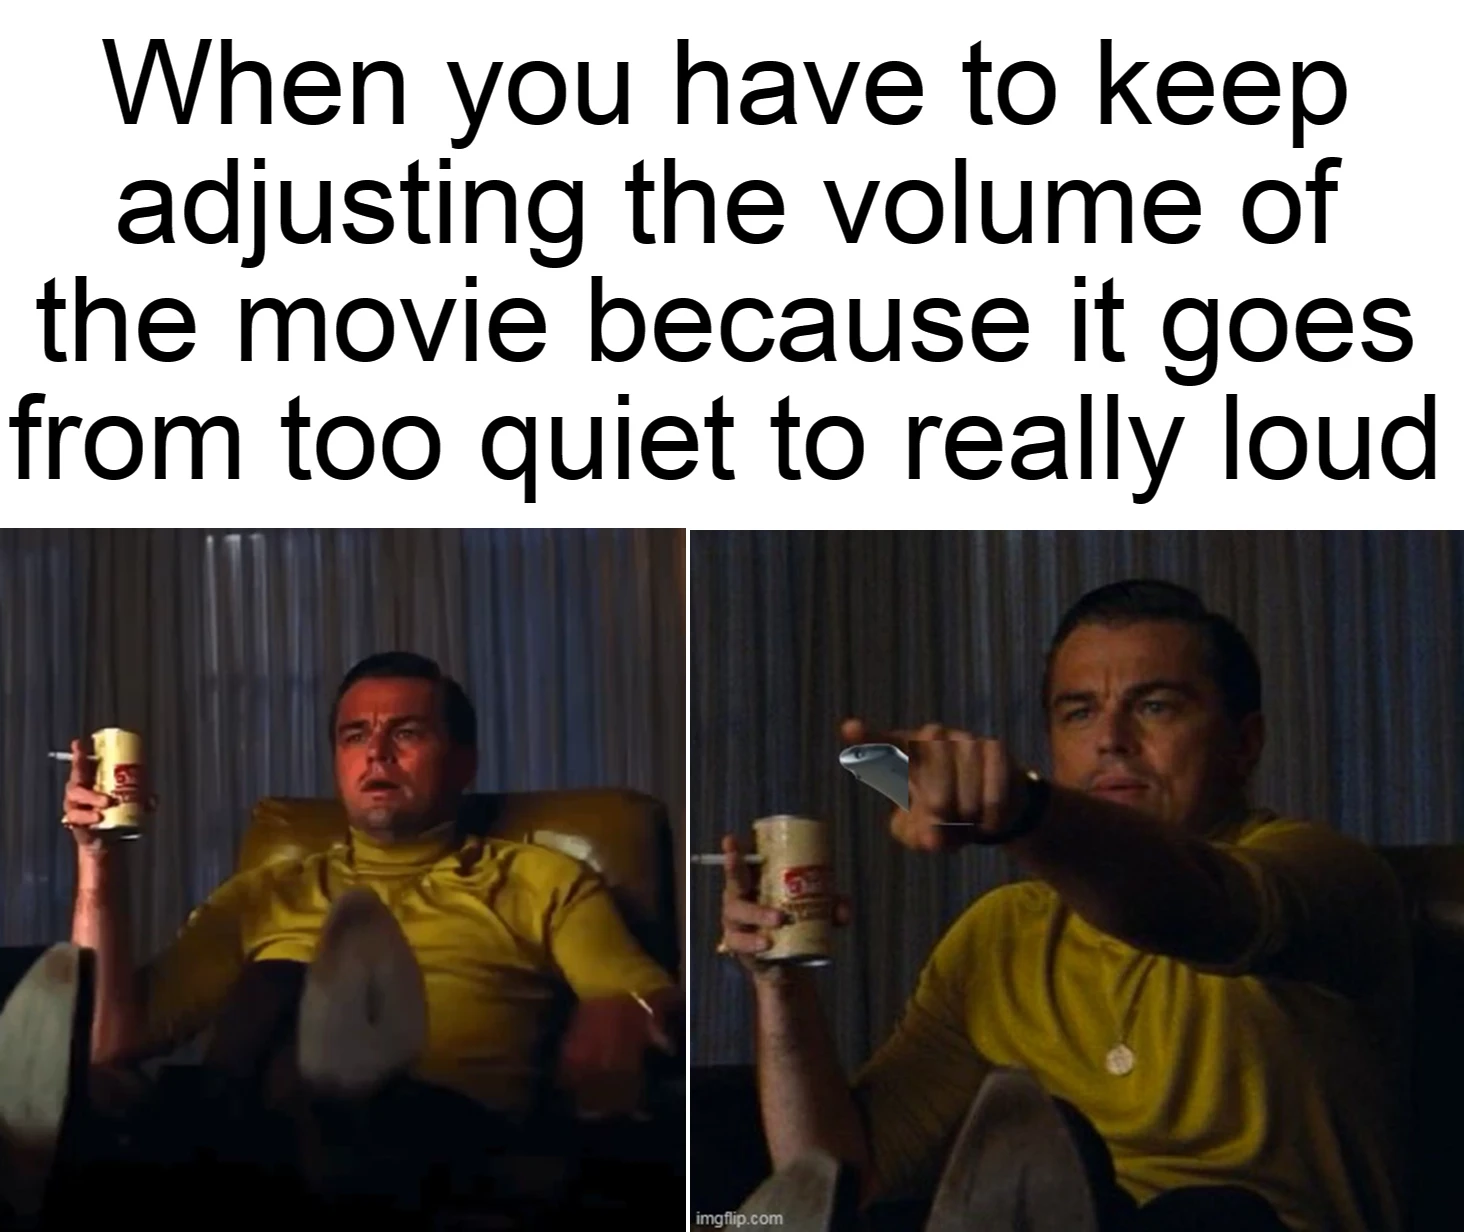 When you have to keep
adjusting the volume of
the movie because it goes
from too quiet to really loud
imgflip.com